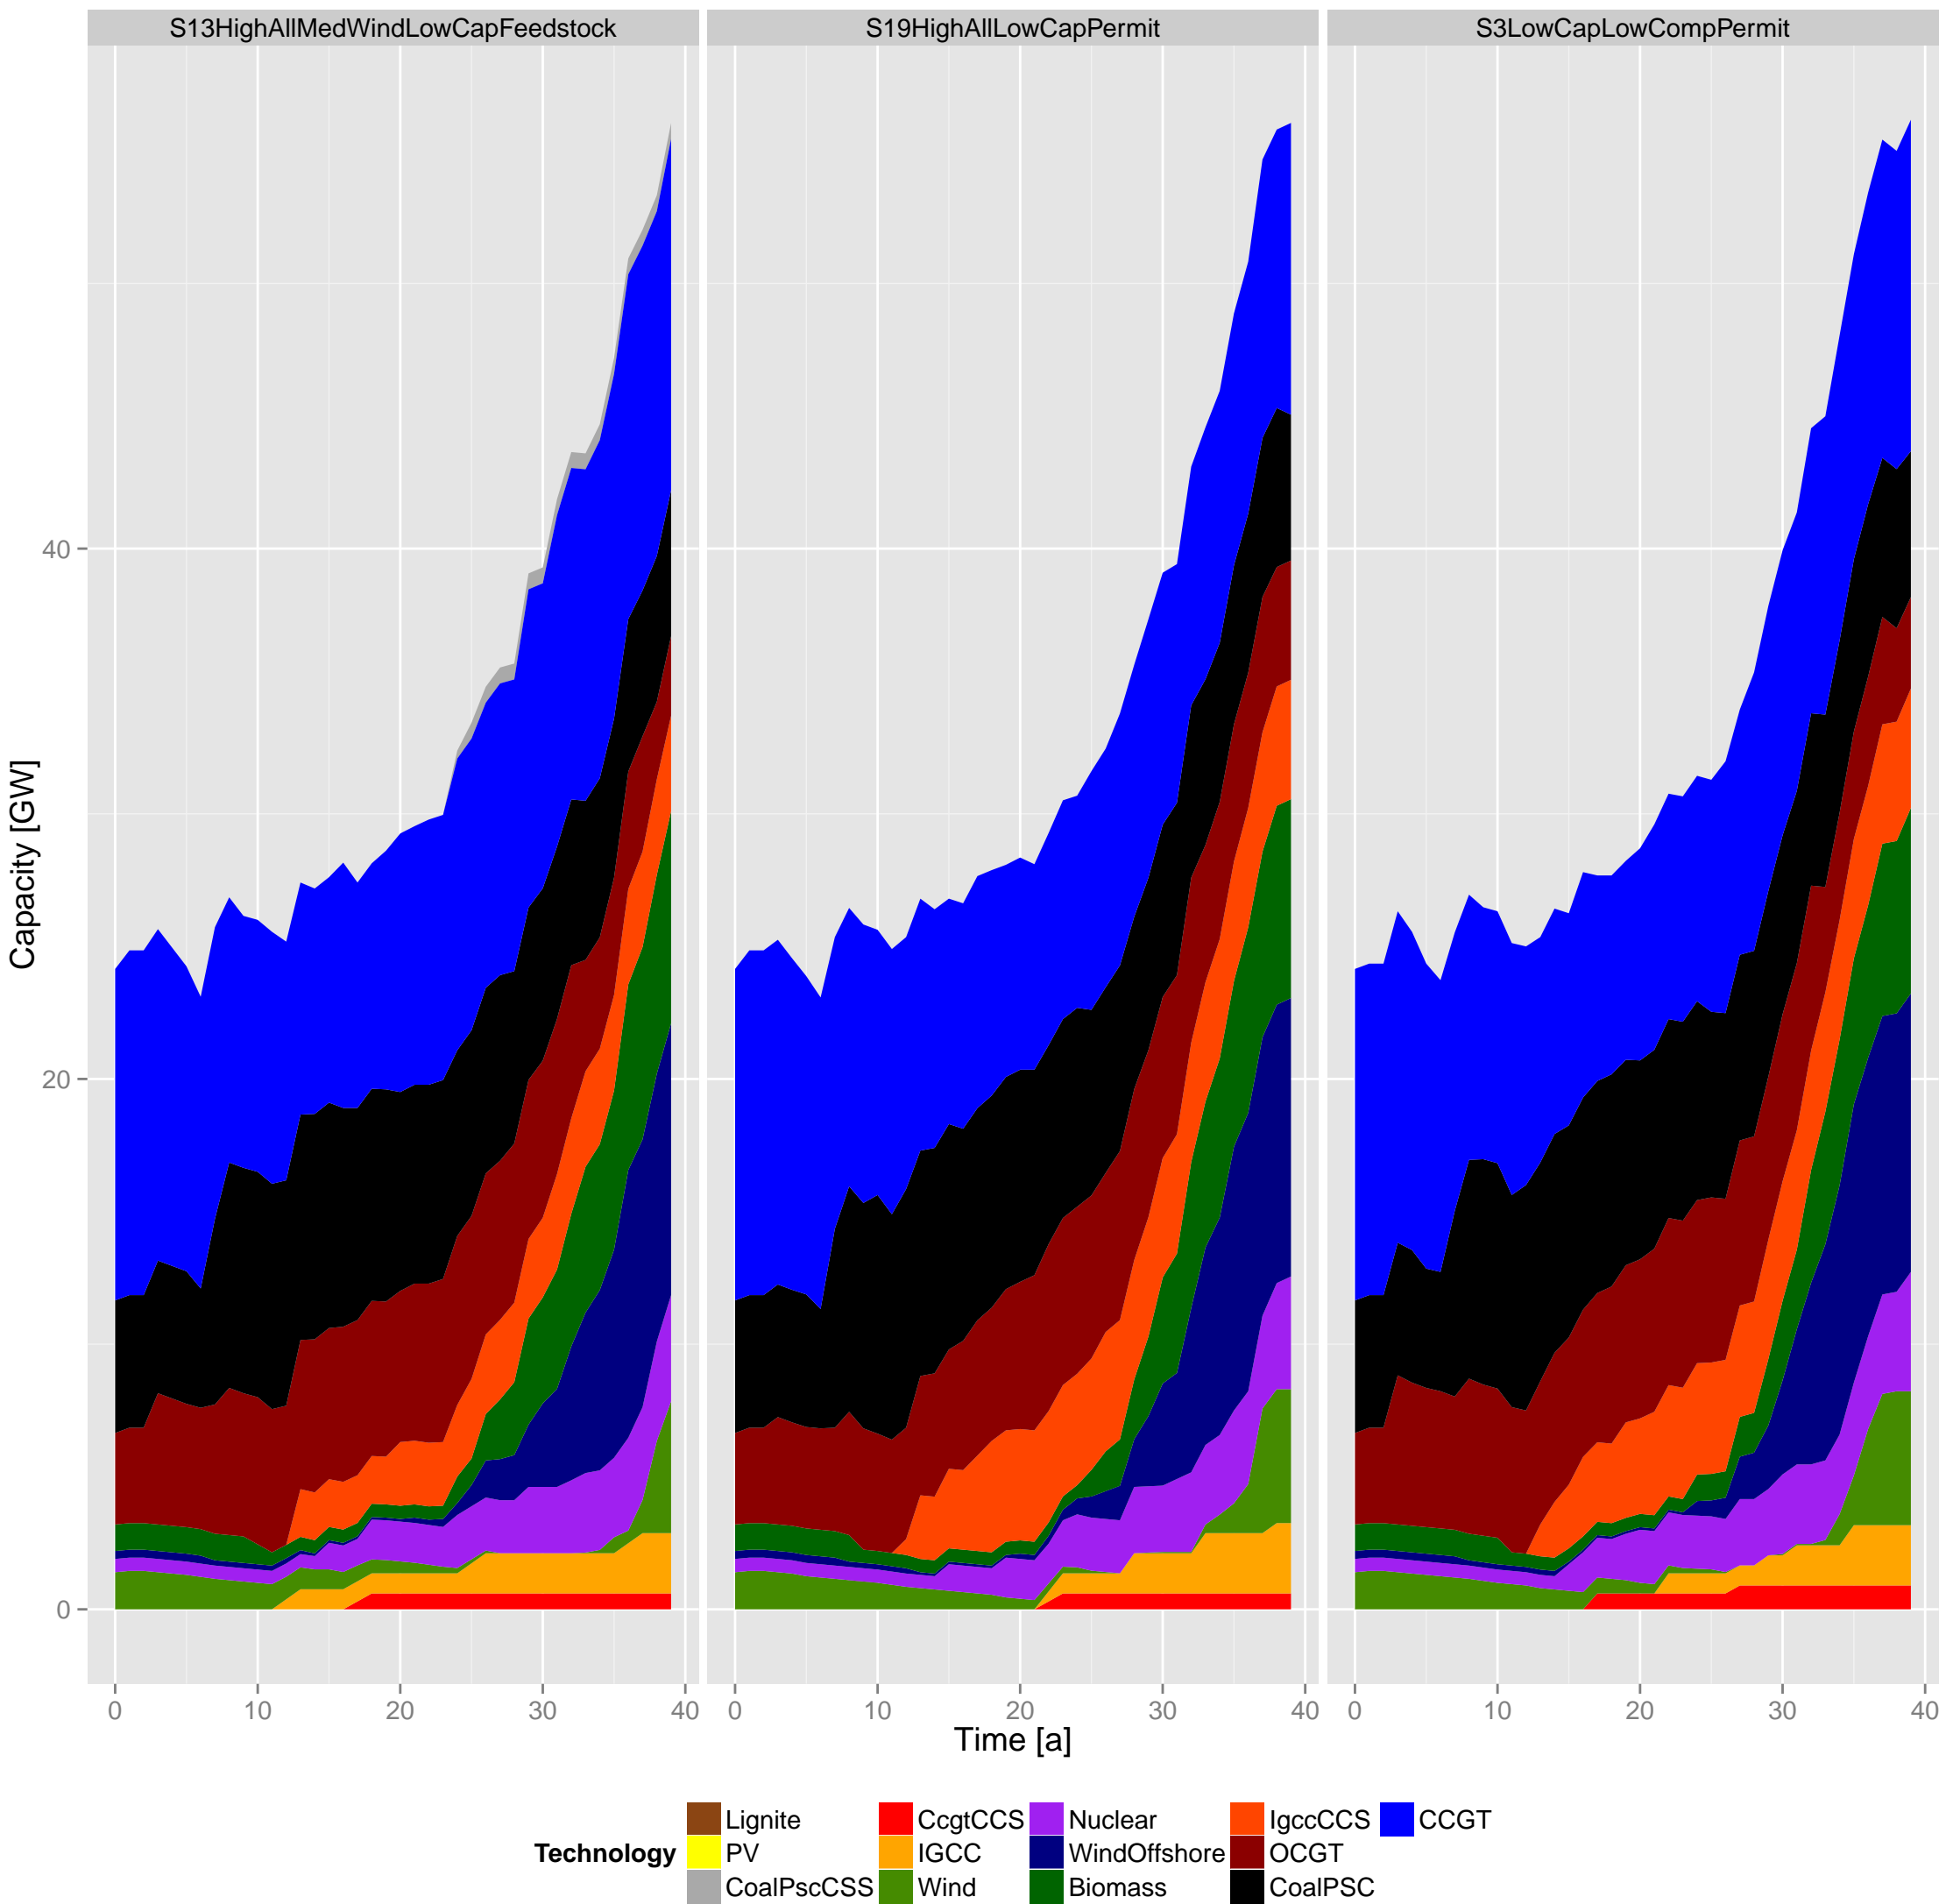 S13HighAllMedWindLowCapFeedstock S19HighAllLowCapPermit S3LowCapLowCompPermit
Capacity [GW]
40
20
0
0 10 20 30 40 0 10 20 30 40 0 10 20 30 40
Time [a]
Technology
Lignite CcgtCCS Nuclear IgccCCS CCGT
PV IGCC WindOffshore OCGT
CoalPscCSS Wind Biomass CoalPSC